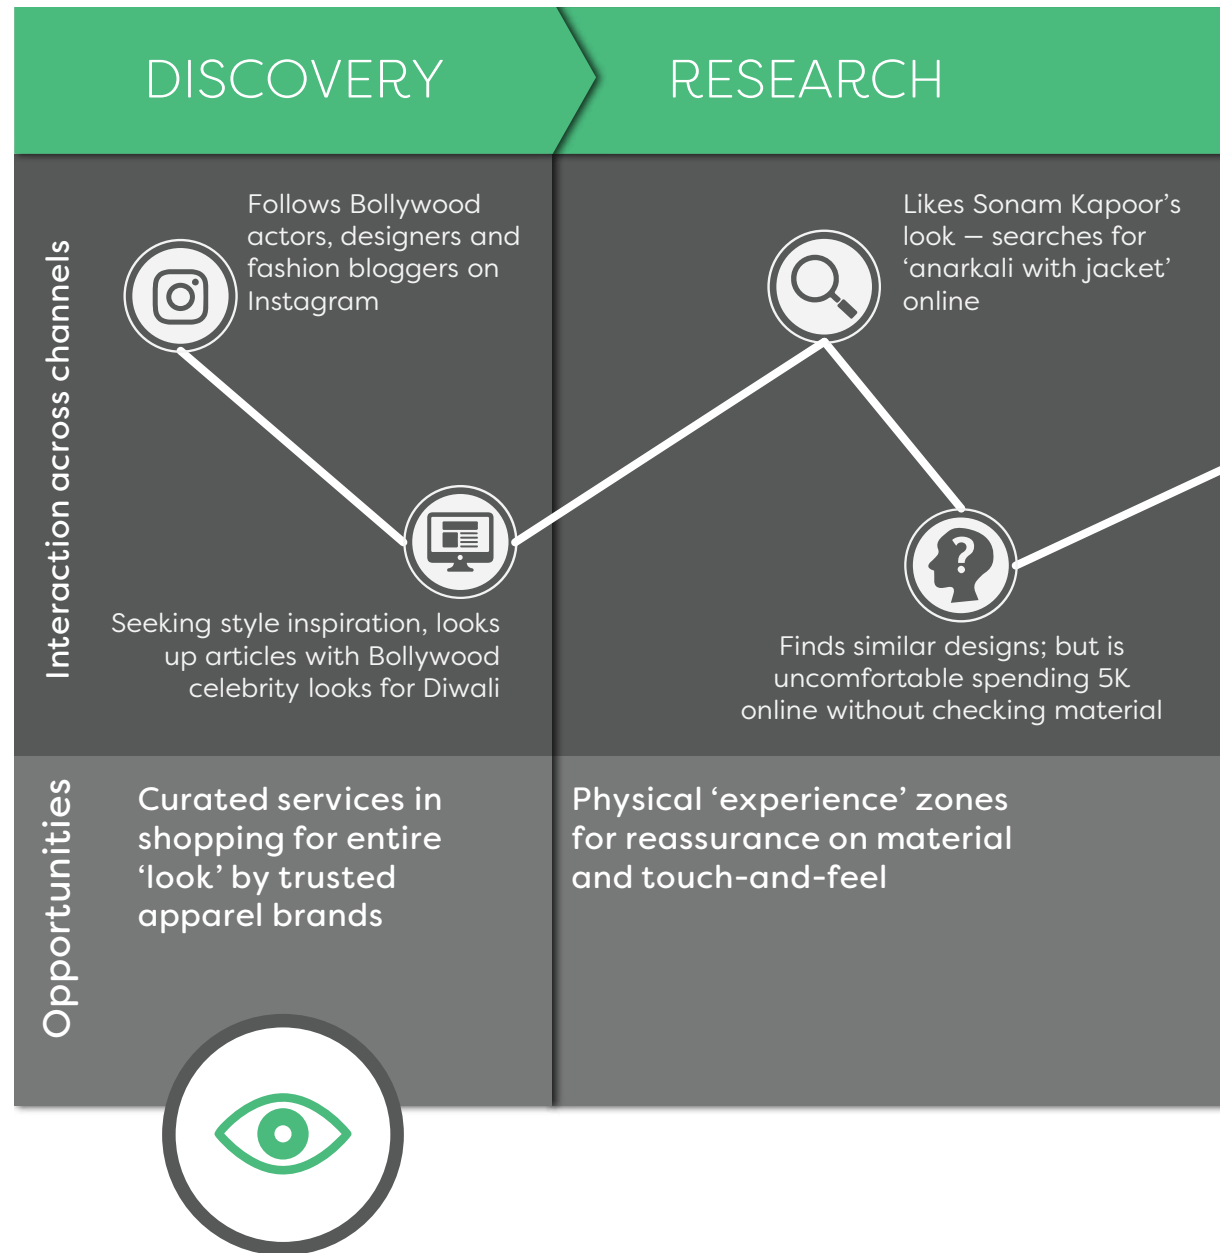 DISCOVERY
RESEARCH
Interaction across channels
Follows Bollywood
actors, designers and
fashion bloggers on
Instagram
Seeking style inspiration, looks
up articles with Bollywood
celebrity looks for Diwali
Likes Sonam Kapoor’s
look — searches for
‘anarkali with jacket’
online
?
Finds similar designs; but is
uncomfortable spending 5K
online without checking material
Opportunities
Curated services in
shopping for entire
‘look’ by trusted
apparel brands
Physical ‘experience’ zones
for reassurance on material
and touch-and-feel